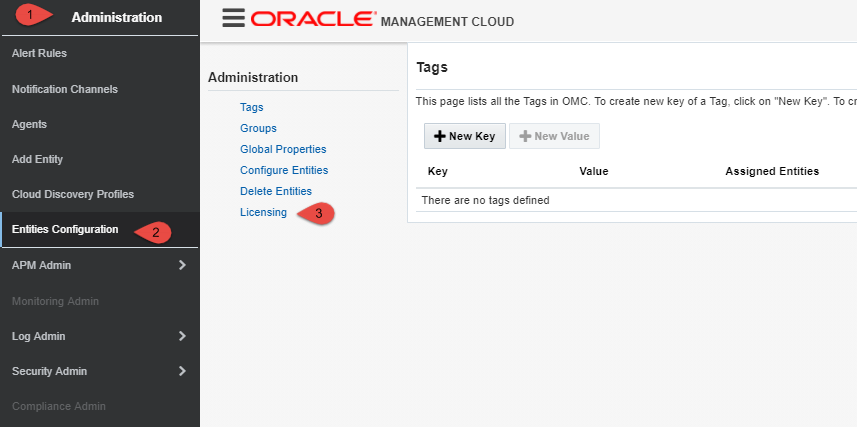 1 Administration
Alert Rules
Notification Channels
Agents
Add Entity
Cloud Discovery Profiles
Entities Configuration 2
APM Admin
Monitoring Admin
Log Admin
Security Admin
Compliance Admin
ORACLE MANAGEMENT CLOUD
Administration
Tags
Groups
Global Properties
Configure Entities
Delete Entities
Licensing 3
Tags
This page lists all the Tags in OMC. To create new key of a Tag, click on "New Key". To cr
New Key New Value
Key Value Assigned Entities
There are no tags defined